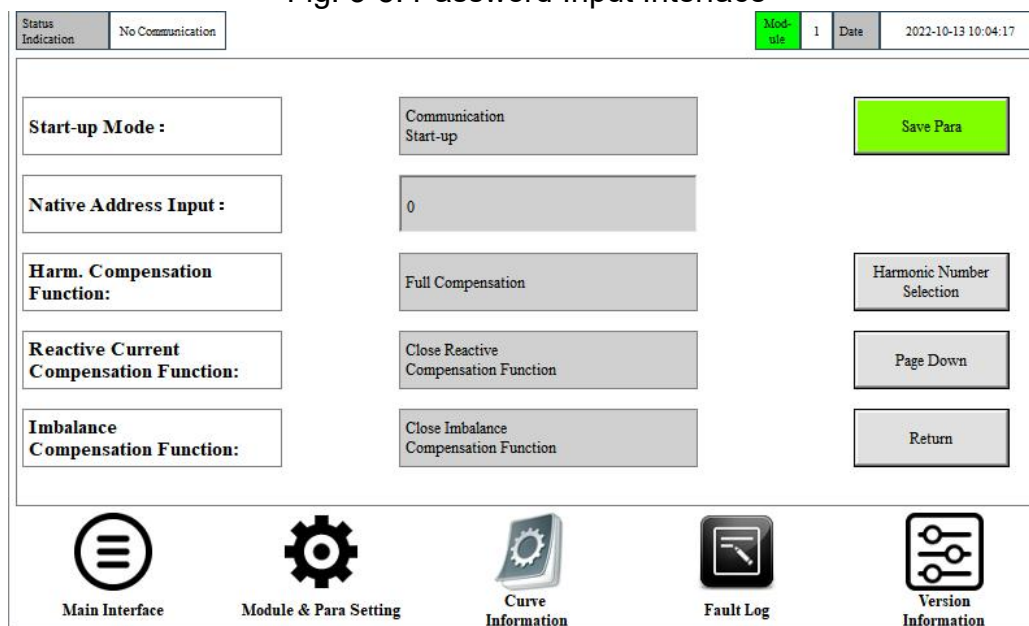 Status
Indication
No Communication
Mod-
ule
1
Date
2022-10-13 10:04:17
Start-up Mode:
Communication
Start-up
Save Para
Native Address Input:
0
Harm. Compensation
Function:
Full Compensation
Harmonic Number
Selection
Reactive Current
Compensation Function:
Close Reactive
Compensation Function
Page Down
Imbalance
Compensation Function:
Close Imbalance
Compensation Function
Return
Main Interface
Module & Para Setting
Curve
Information
Fault Log
Version
Information